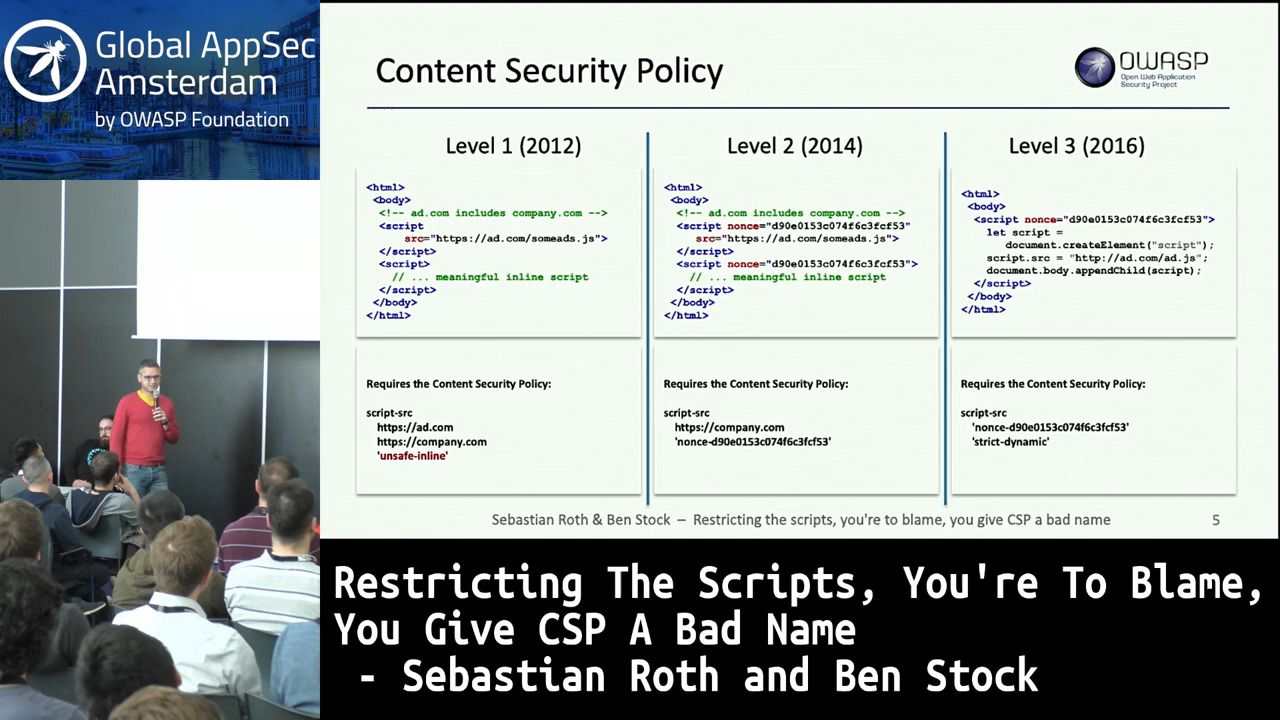 Global AppSec
Amsterdam
by OWASP Foundation
Content Security Policy
OWASP
Open Web Application
Security Project
Level 1 (2012)
<html>
<body>
<!-- ad.com includes company.com -->
<script
src="https://ad.com/someads.js">
</script>
<script>
// ... meaningful inline script
</script>
</body>
</html>
Requires the Content Security Policy:
script-src
https://ad.com
https://company.com
'unsafe-inline'
Level 2 (2014)
<html>
<body>
<!-- ad.com includes company.com -->
<script nonce="d90e0153c074f6c3fcf53"
src="https://ad.com/someads.js">
</script>
<script nonce="d90e0153c074f6c3fcf53">
// ... meaningful inline script
</script>
</body>
</html>
Requires the Content Security Policy:
script-src
https://company.com
'nonce-d90e0153c074f6c3fcf53'
Level 3 (2016)
<html>
<body>
<script nonce="d90e0153c074f6c3fcf53">
let script =
document.createElement("script");
script.src = "http://ad.com/ad.js";
document.body.appendChild(script);
</script>
</body>
</html>
Requires the Content Security Policy:
script-src
'nonce-d90e0153c074f6c3fcf53'
'strict-dynamic'
Sebastian Roth & Ben Stock – Restricting the scripts, you're to blame, you give CSP a bad name
5
Restricting The Scripts, You're To Blame,
You Give CSP A Bad Name
- Sebastian Roth and Ben Stock